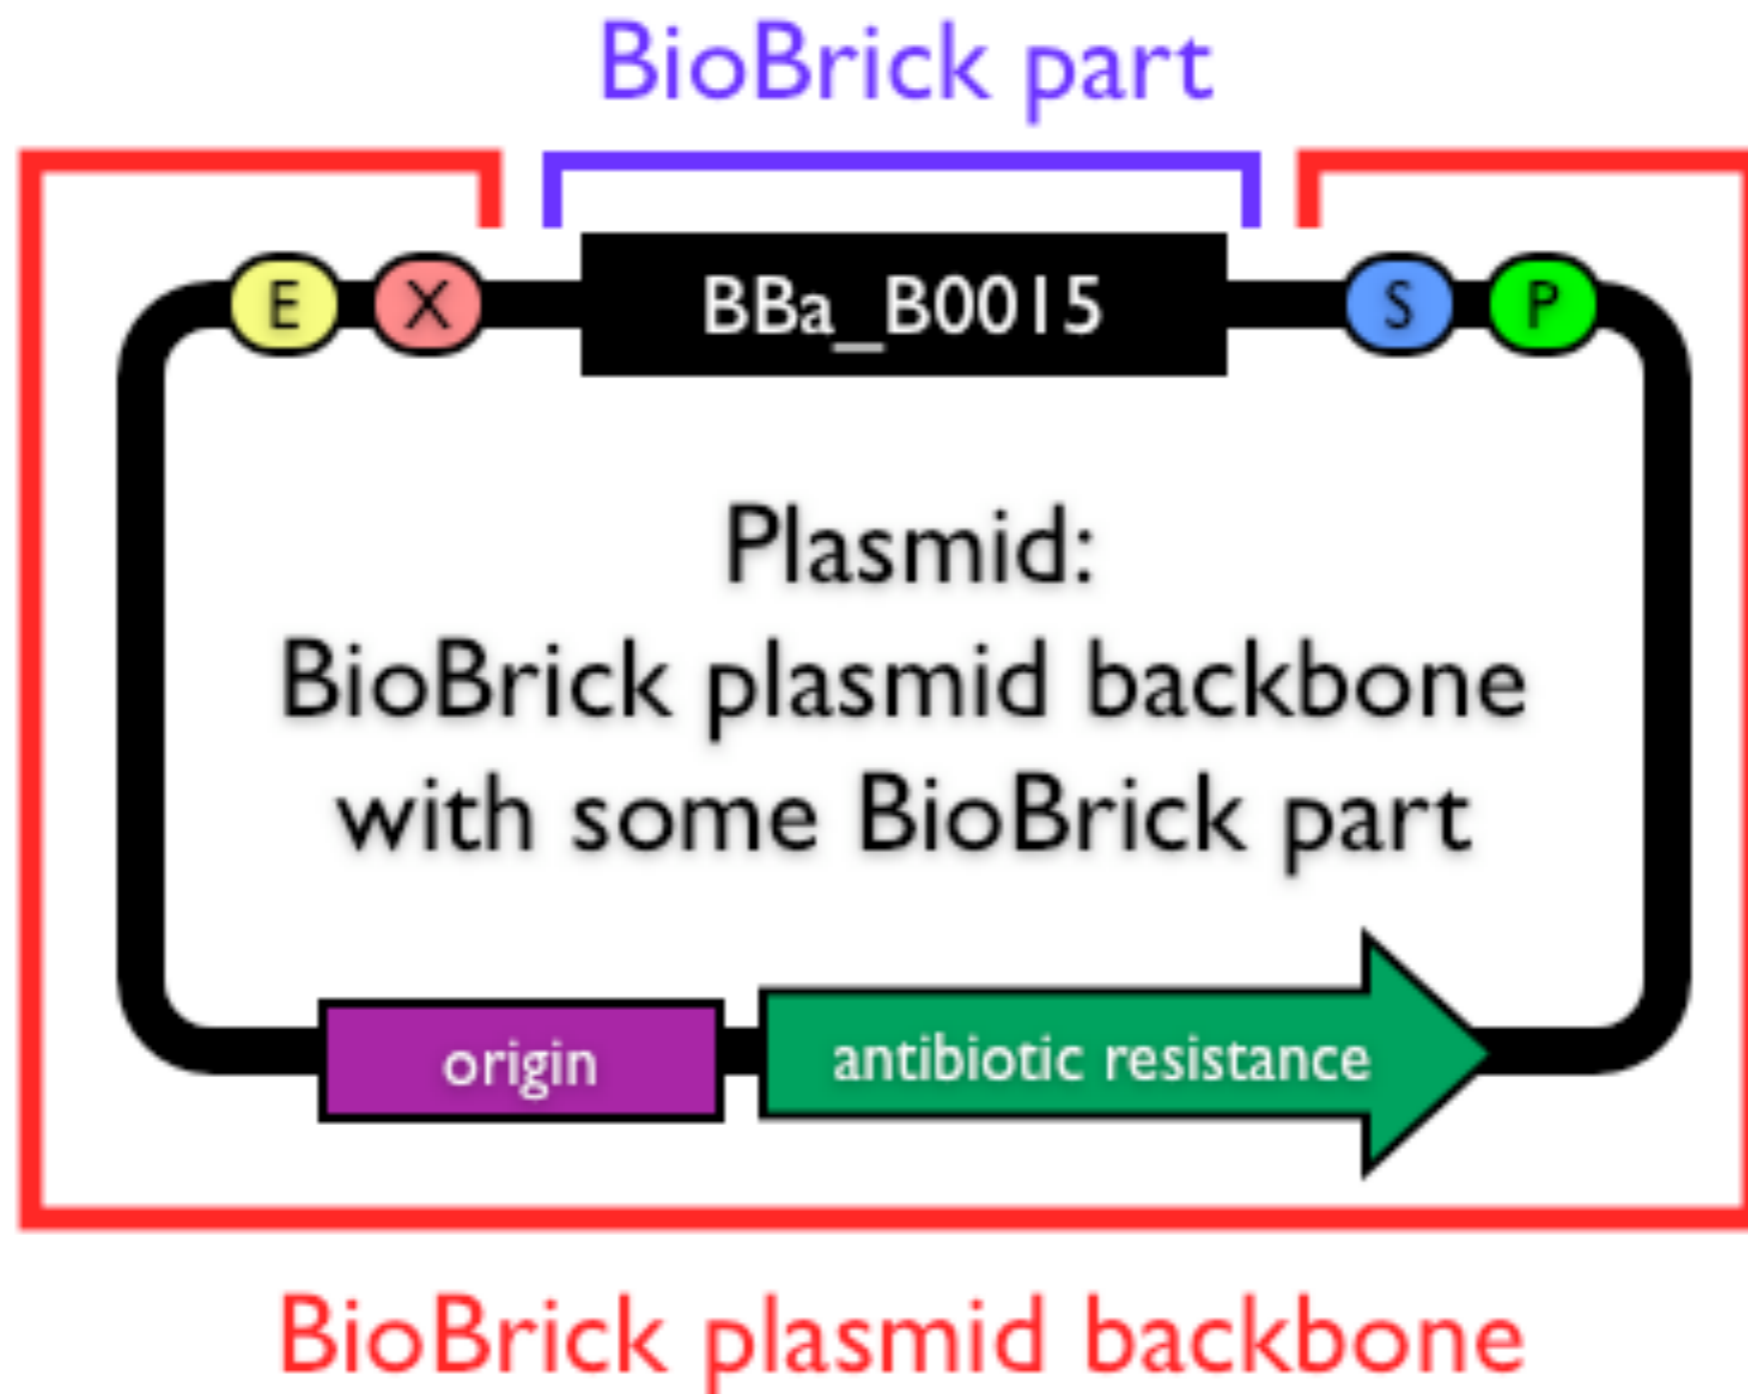 BioBrick part
E X BBa_B0015 S P
Plasmid:
BioBrick plasmid backbone
with some BioBrick part
origin antibiotic resistance
BioBrick plasmid backbone